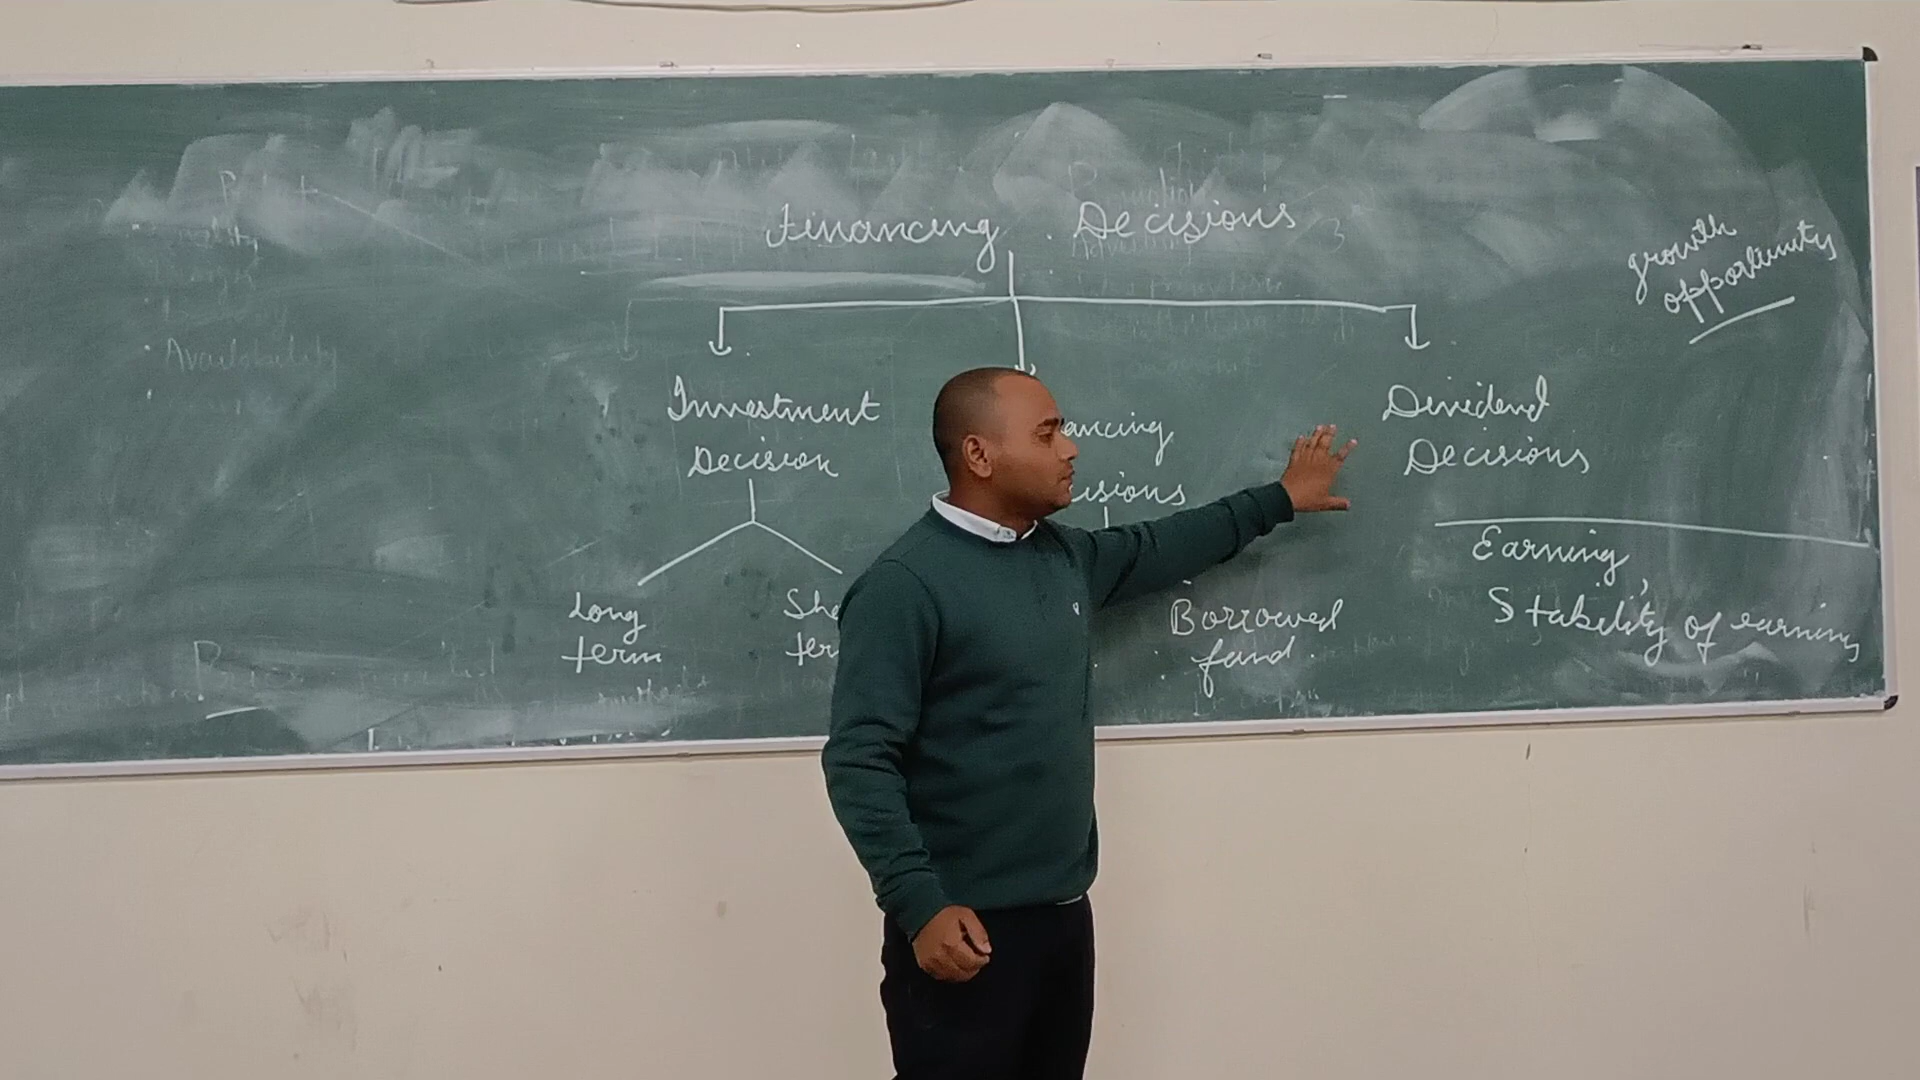 Financing Decisions
growth
opportunity
Investment
Decision
ancing
isions
Dividend
Decisions
Long
term
Sho
ter
Borrowed
fund
Earning,
Stability of earning
Availability